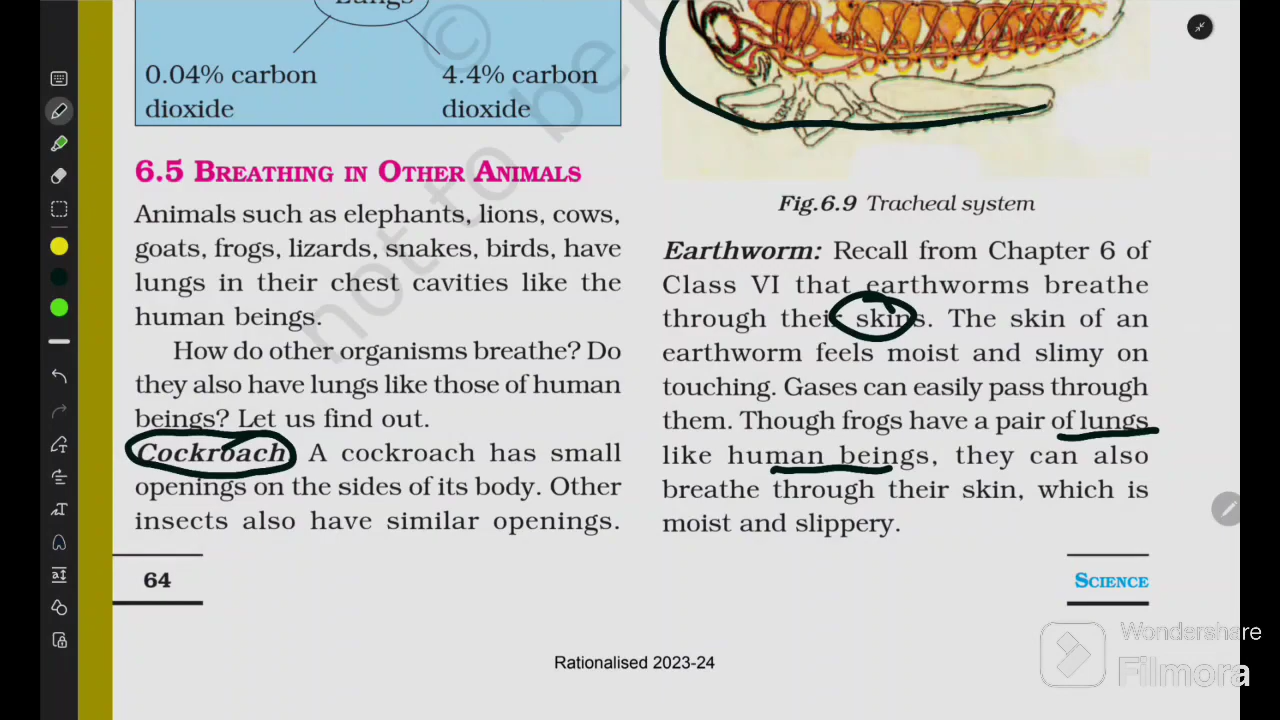 Lungs
0.04% carbon
dioxide
4.4% carbon
dioxide
6.5 BREATHING IN OTHER ANIMALS
Animals such as elephants, lions, cows,
goats, frogs, lizards, snakes, birds, have
lungs in their chest cavities like the
human beings.
How do other organisms breathe? Do
they also have lungs like those of human
beings? Let us find out.
Cockroach: A cockroach has small
openings on the sides of its body. Other
insects also have similar openings.
64
Fig.6.9 Tracheal system
Earthworm: Recall from Chapter 6 of
Class VI that earthworms breathe
through their skins. The skin of an
earthworm feels moist and slimy on
touching. Gases can easily pass through
them. Though frogs have a pair of lungs
like human beings, they can also
breathe through their skin, which is
moist and slippery.
SCIENCE
Rationalised 2023-24
© not to be
Wondershare
Filmora